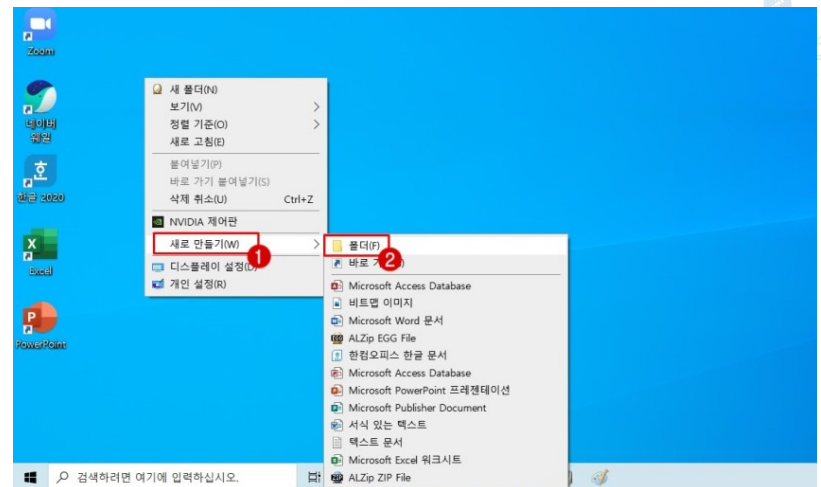 Zoom
네이버
웨일
한글 2020
Excel
PowerPoint
새 폴더(N)
보기(V)
정렬 기준(O)
새로 고침(E)
붙여넣기(P)
바로 가기 붙여넣기(S)
삭제 취소(U) Ctrl+Z
NVIDIA 제어판
새로 만들기(W)
1
디스플레이 설정(D)
개인 설정(R)
폴더(F)
2
바로
Microsoft Access Database
비트맵 이미지
Microsoft Word 문서
ALZip EGG File
한컴오피스 한글 문서
Microsoft Access Database
Microsoft PowerPoint 프레젠테이션
Microsoft Publisher Document
서식 있는 텍스트
텍스트 문서
Microsoft Excel 워크시트
ALZip ZIP File
검색하려면 여기에 입력하십시오.